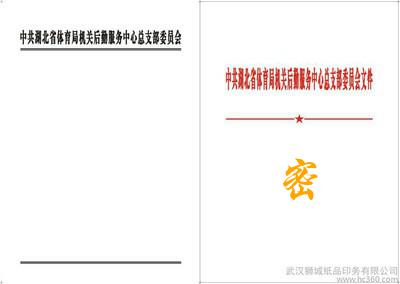 中共湖北省体育局机关后勤服务中心总支部委员会
中共湖北省体育局机关后勤服务中心总支部委员会文件
密
武汉狮城纸品印务有限公司
www.hc360.com